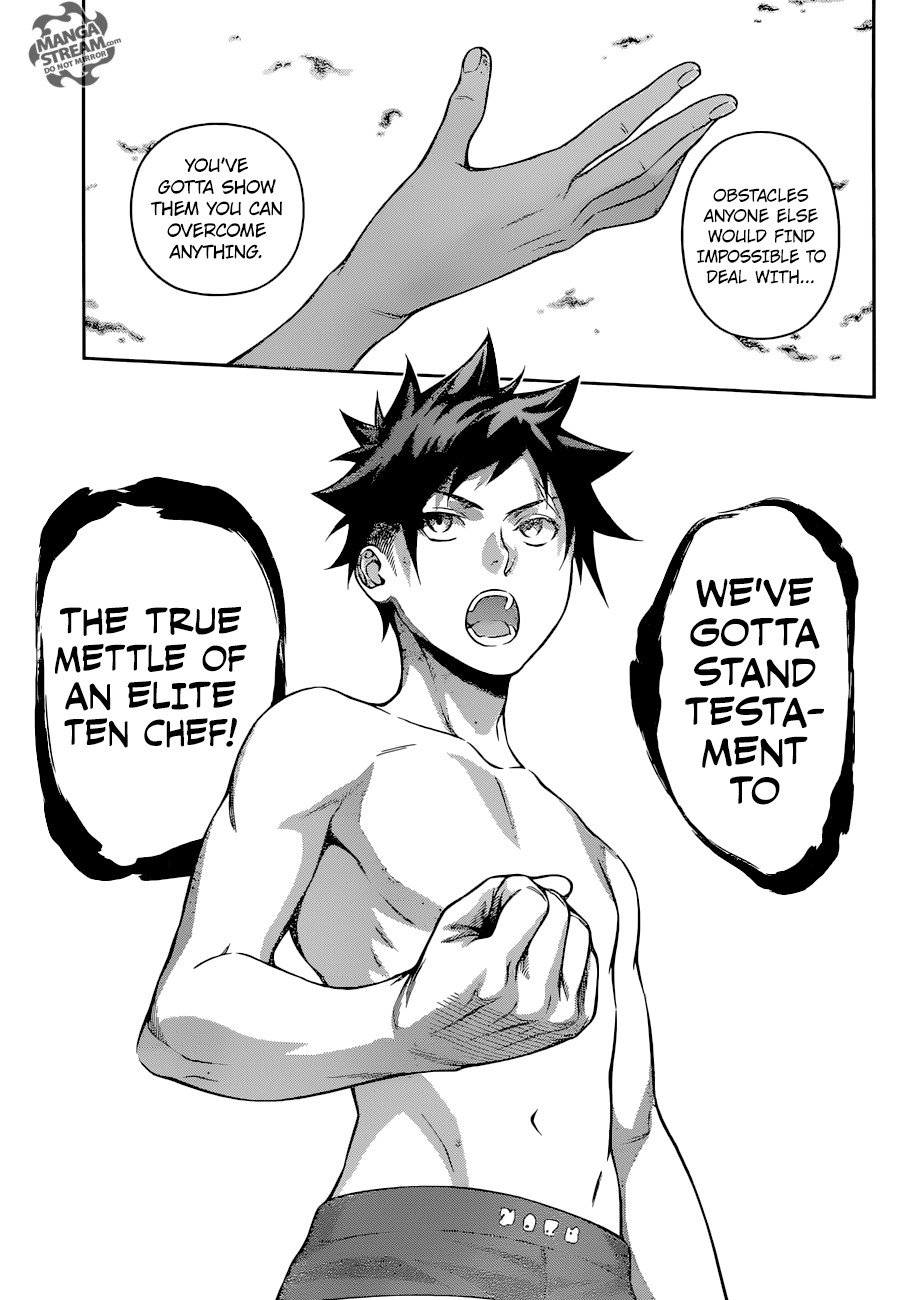 MANGA
STREAM.com
DO NOT MIRROR
OBSTACLES
ANYONE ELSE
WOULD FIND
IMPOSSIBLE TO
DEAL WITH...
YOU'VE
GOTTA SHOW
THEM YOU CAN
OVERCOME
ANYTHING.
WE'VE
GOTTA
STAND
TESTA-
MENT
TO
THE TRUE
METTLE OF
AN ELITE
TEN CHEF!